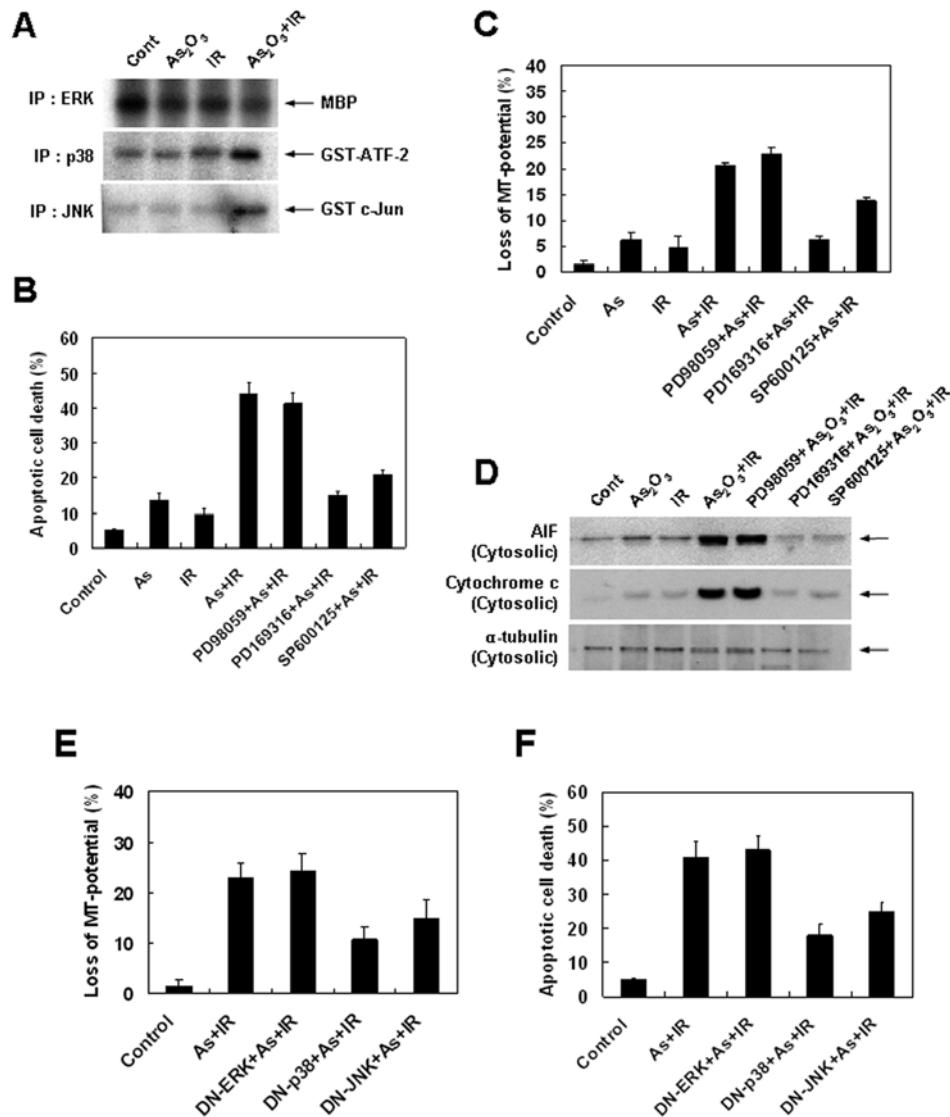 A
Cont
As2O3
IR
As2O3+IR
IP : ERK
MBP
IP : p38
GST-ATF-2
IP : JNK
GST c-Jun
B
Apoptotic cell death (%)
60
50
40
30
20
10
0
Control
As
IR
As+IR
PD98059+As+IR
PD169316+As+IR
SP600125+As+IR
C
Loss of MT-potential (%)
40
35
30
25
20
15
10
5
0
Control
As
IR
As+IR
PD98059+As+IR
PD169316+As+IR
SP600125+As+IR
D
Cont
As2O3
IR
As2O3+IR
PD98059+As2O3+IR
PD169316+As2O3+IR
SP600125+As2O3+IR
AIF
(Cytosolic)
Cytochrome c
(Cytosolic)
α-tubulin
(Cytosolic)
E
Loss of MT-potential (%)
40
30
20
10
0
Control
As+IR
DN-ERK+As+IR
DN-p38+As+IR
DN-JNK+As+IR
F
Apoptotic cell death (%)
60
50
40
30
20
10
0
Control
As+IR
DN-ERK+As+IR
DN-p38+As+IR
DN-JNK+As+IR